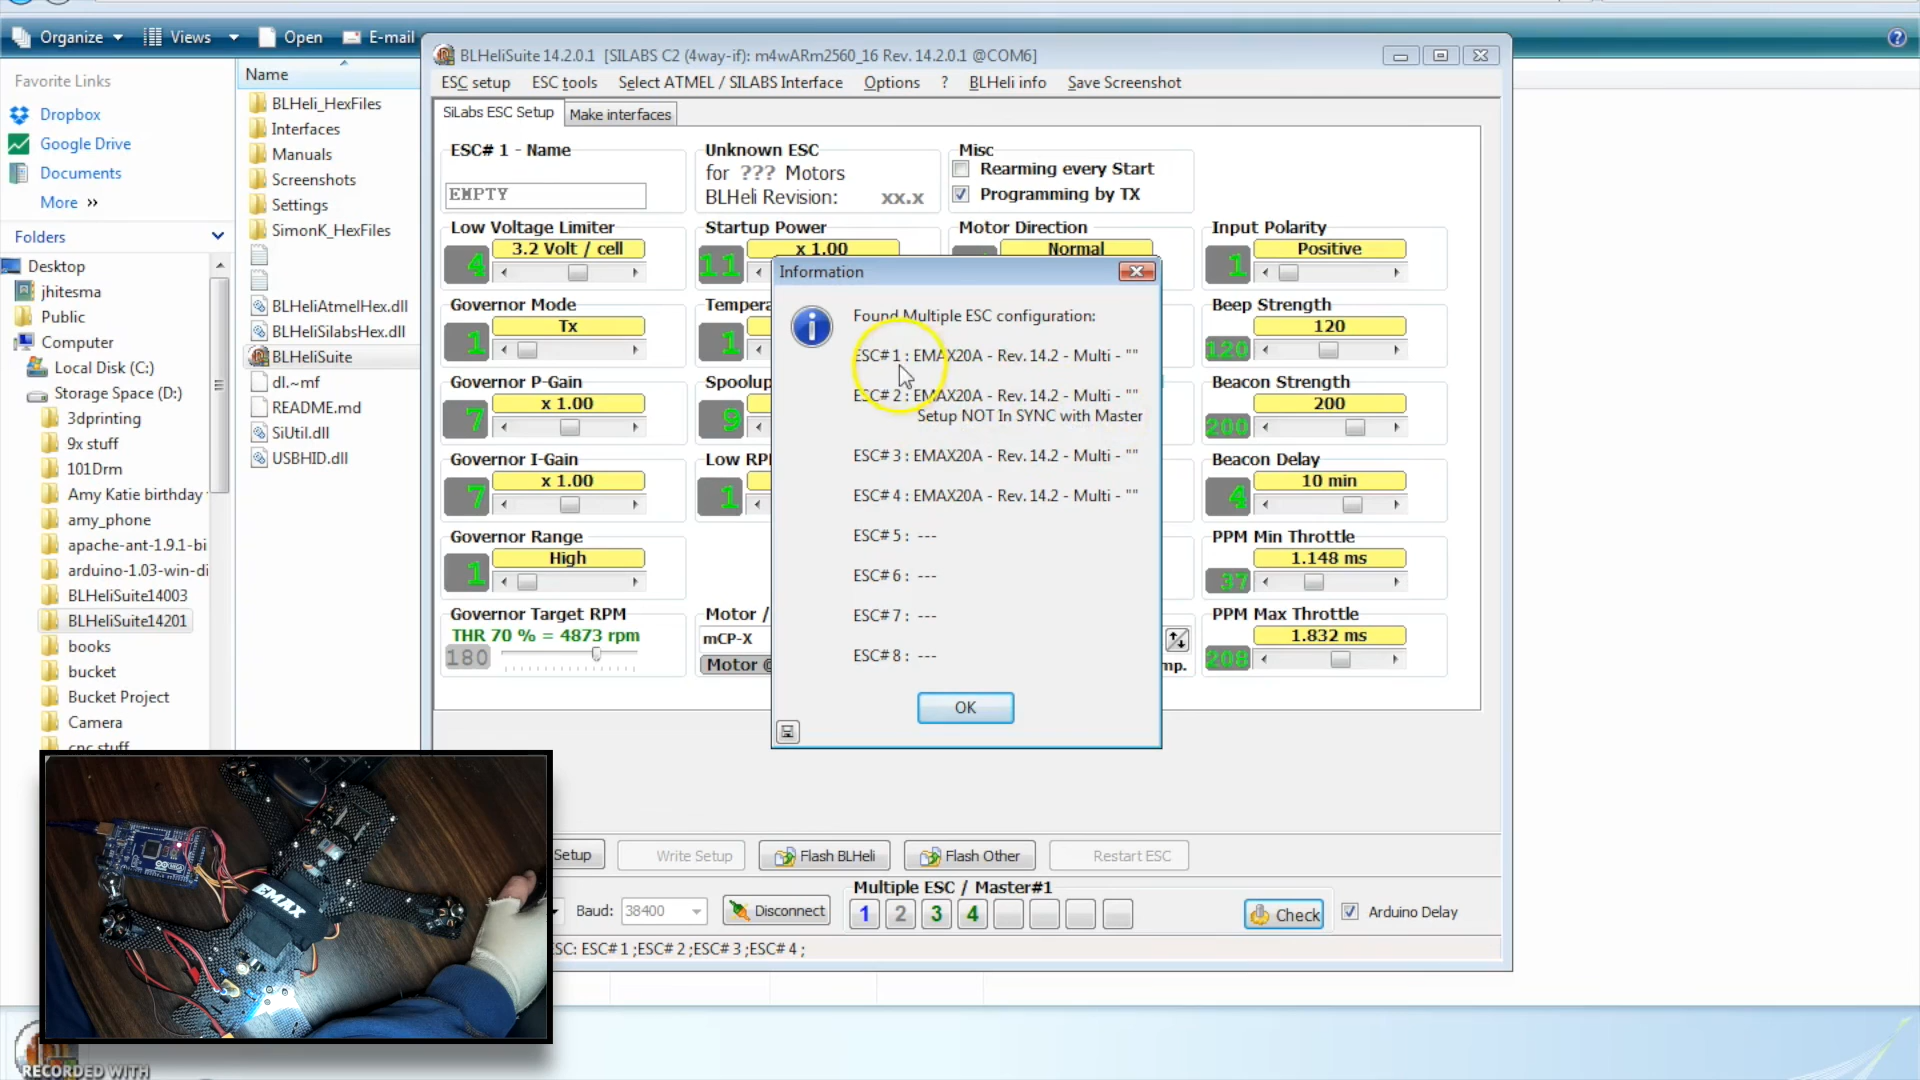 Organize
Views
Open
E-mail
Favorite Links
Dropbox
Google Drive
Documents
More »
Folders
Desktop
jhitesma
Public
Computer
Local Disk (C:)
Storage Space (D:)
3dprinting
9x stuff
101Drm
Amy Katie birthday
amy_phone
apache-ant-1.9.1-bi
arduino-1.03-win-di
BLHeliSuite14003
BLHeliSuite14201
books
bucket
Bucket Project
Camera
cnc stuff
Name
BLHeli_HexFiles
Interfaces
Manuals
Screenshots
Settings
SimonK_HexFiles
BLHeliAtmelHex.dll
BLHeliSilabsHex.dll
BLHeliSuite
dl.~mf
README.md
SiUtil.dll
USBHID.dll
BLHeliSuite 14.2.0.1 [SILABS C2 (4way-if): m4wARm2560_16 Rev. 14.2.0.1 @COM6]
ESC setup ESC tools Select ATMEL / SILABS Interface Options ? BLHeli info Save Screenshot
SiLabs ESC Setup Make interfaces
ESC# 1 - Name
EMPTY
Unknown ESC
for ??? Motors
BLHeli Revision: xx.x
Misc
Rearming every Start
Programming by TX
Low Voltage Limiter
3.2 Volt / cell
4
Startup Power
x 1.00
11
Motor Direction
Normal
Input Polarity
Positive
1
Governor Mode
Tx
1
Tempera
1
Beep Strength
120
120
Governor P-Gain
x 1.00
7
Spoolup
9
Beacon Strength
200
200
Governor I-Gain
x 1.00
7
Low RP
1
Beacon Delay
10 min
4
Governor Range
High
1
PPM Min Throttle
1.148 ms
37
Governor Target RPM
THR 70 % = 4873 rpm
180
Motor /
mCP-X
Motor @
mp.
PPM Max Throttle
1.832 ms
208
Information
Found Multiple ESC configuration:
ESC# 1 : EMAX20A - Rev. 14.2 - Multi - ""
ESC# 2 : EMAX20A - Rev. 14.2 - Multi - ""
Setup NOT In SYNC with Master
ESC# 3 : EMAX20A - Rev. 14.2 - Multi - ""
ESC# 4 : EMAX20A - Rev. 14.2 - Multi - ""
ESC# 5 : ---
ESC# 6 : ---
ESC# 7 : ---
ESC# 8 : ---
OK
Setup
Write Setup
Flash BLHeli
Flash Other
Restart ESC
Baud: 38400
Disconnect
Multiple ESC / Master#1
1 2 3 4
Check
Arduino Delay
SC: ESC# 1 ;ESC# 2 ;ESC# 3 ;ESC# 4 ;
EMAX
RECORDED WITH